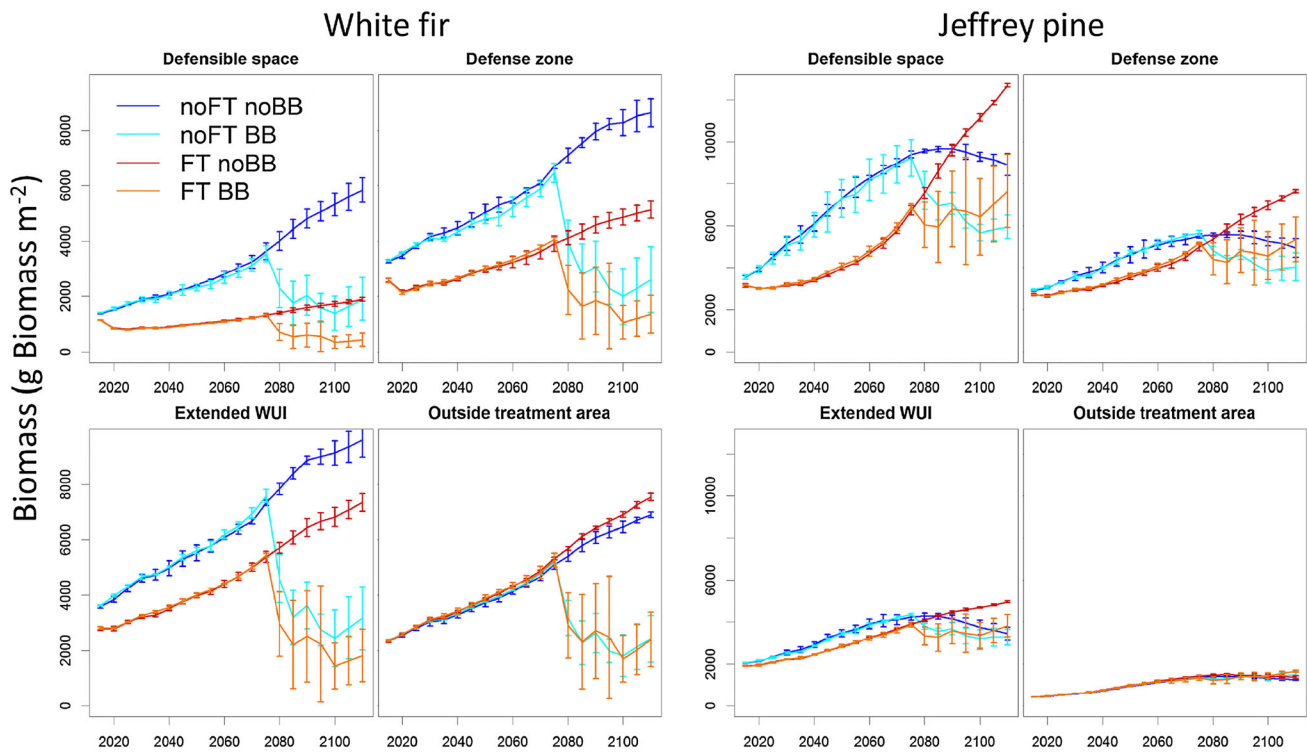 White fir
Jeffrey pine
Defensible space
Defense zone
Defensible space
Defense zone
Biomass (g Biomass m-2)
noFT noBB
noFT BB
FT noBB
FT BB
8000
6000
4000
2000
0
10000
6000
2000
0
2020 2040 2060 2080 2100
2020 2040 2060 2080 2100
2020 2040 2060 2080 2100
2020 2040 2060 2080 2100
Extended WUI
Outside treatment area
Extended WUI
Outside treatment area
8000
6000
4000
2000
0
10000
6000
2000
0
2020 2040 2060 2080 2100
2020 2040 2060 2080 2100
2020 2040 2060 2080 2100
2020 2040 2060 2080 2100